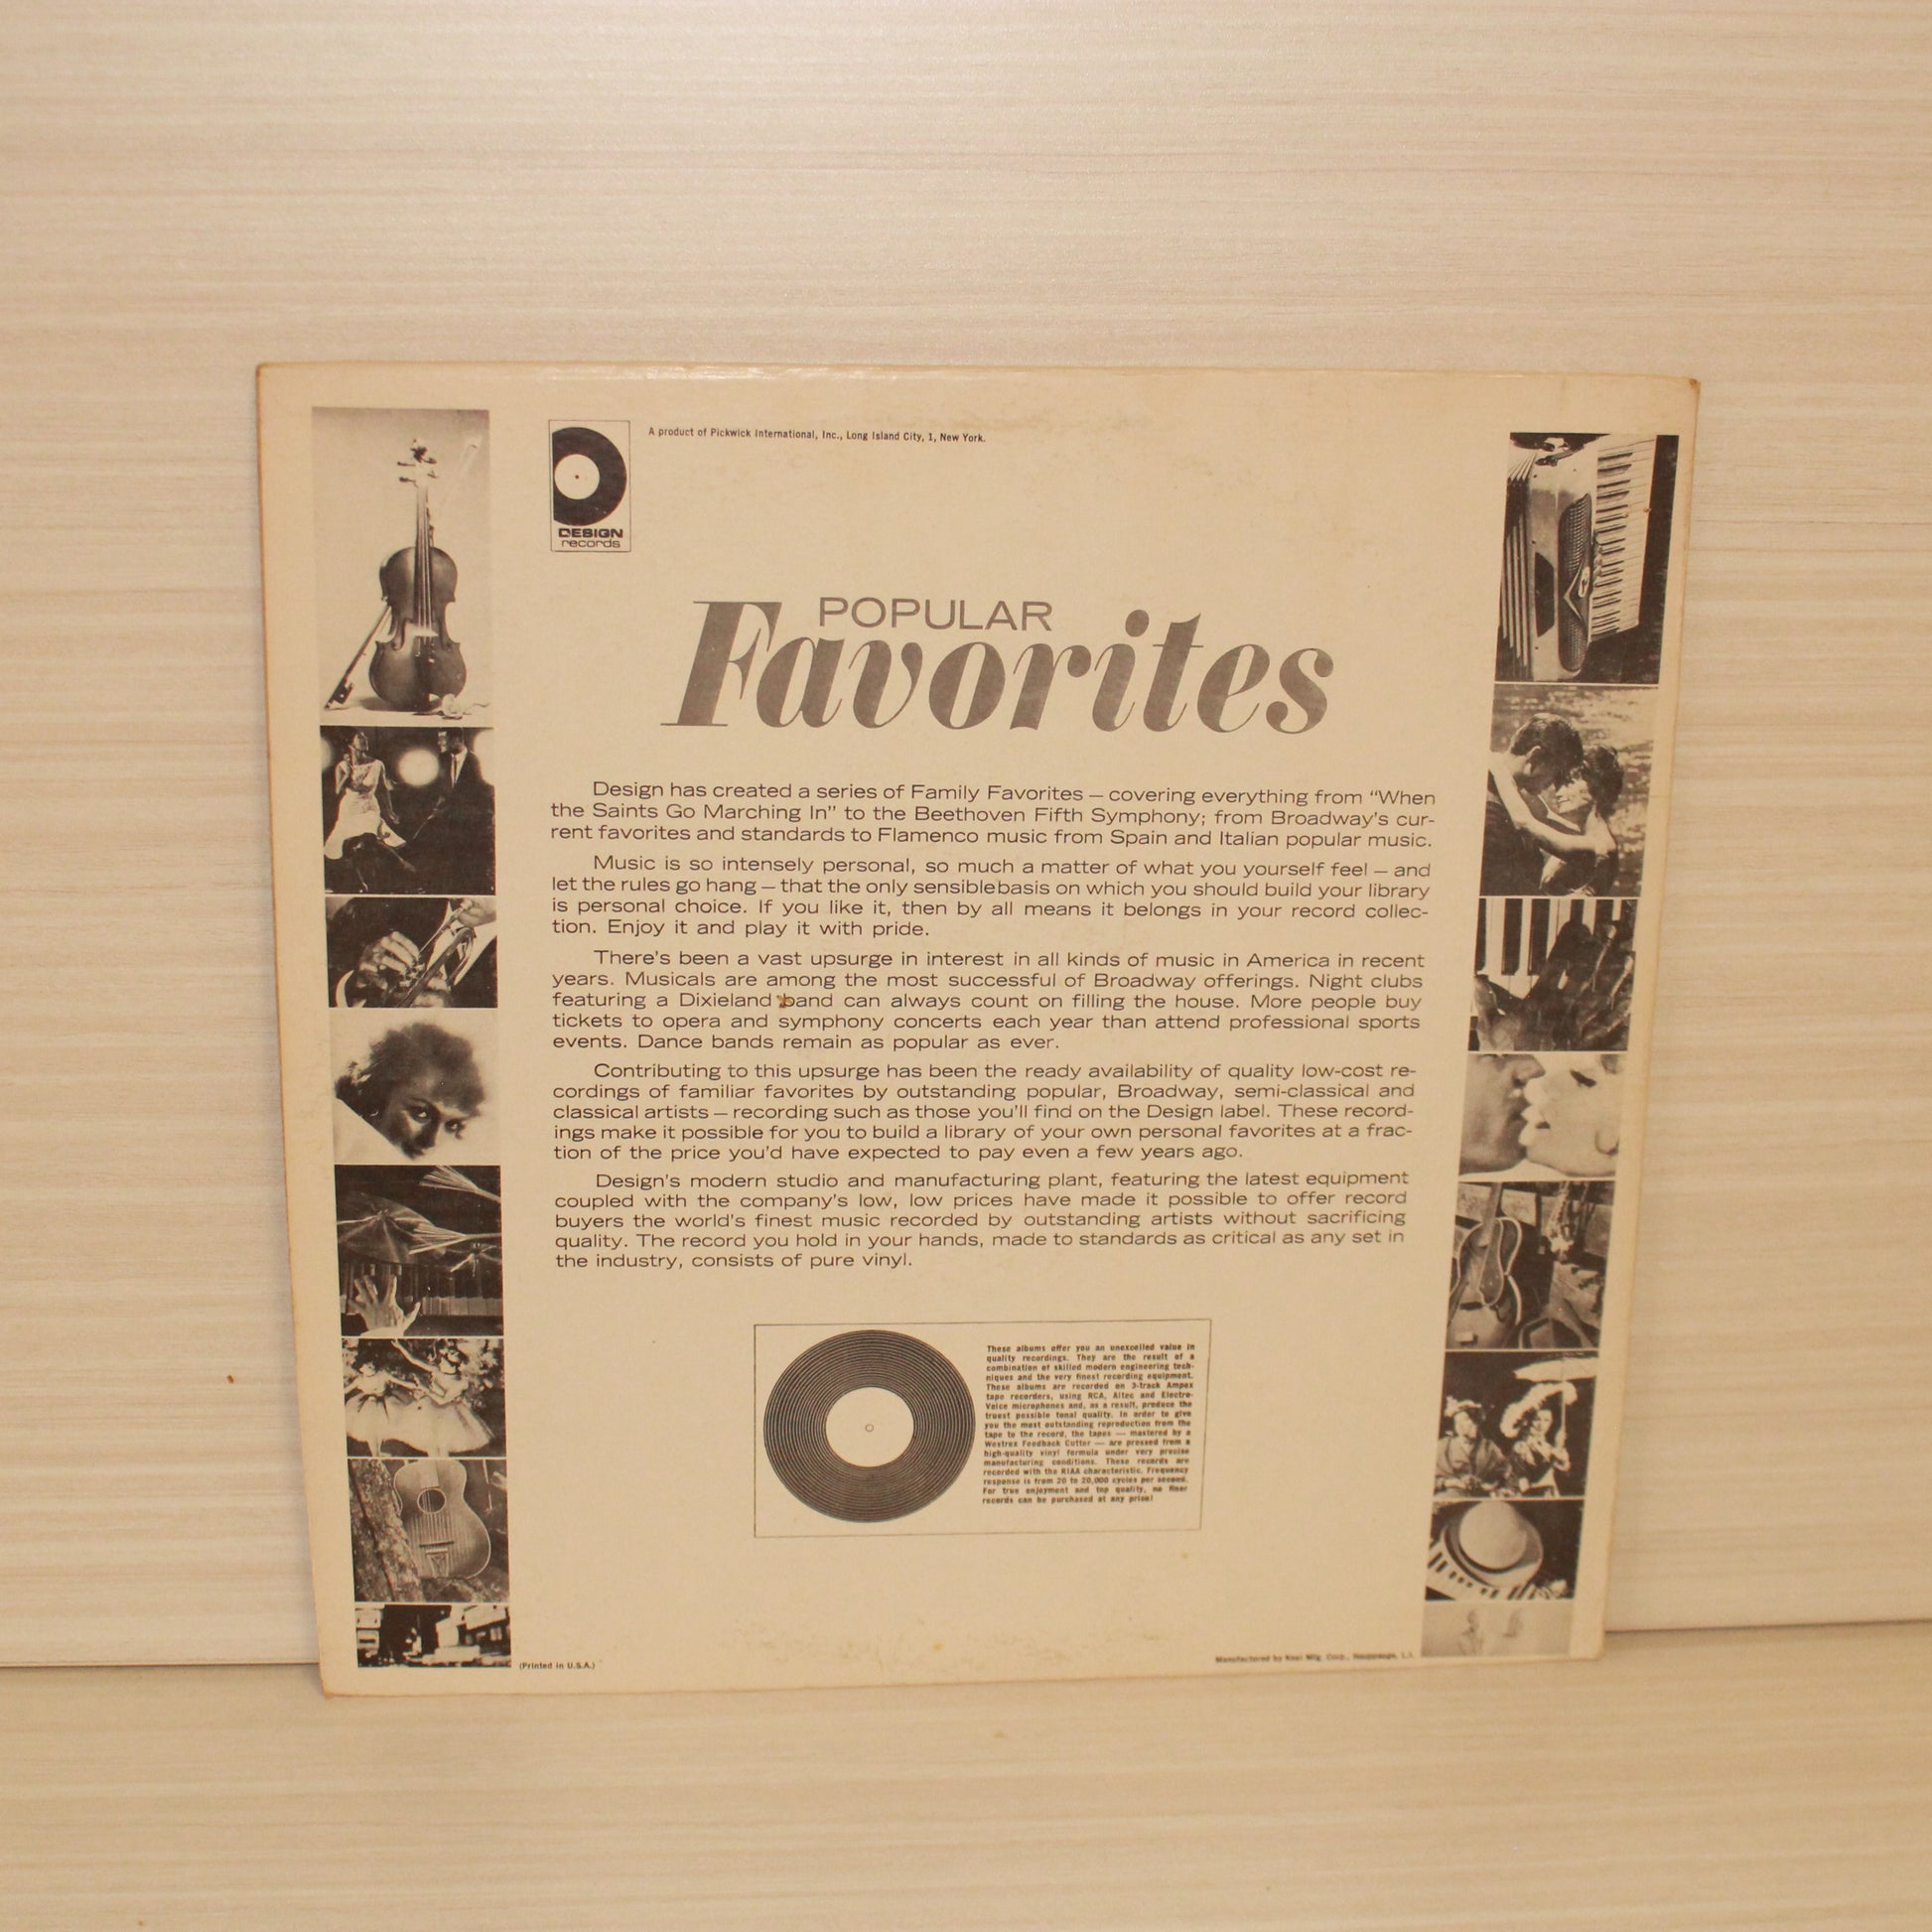 A product of Pickwick International, Inc., Long Island City, 1, New York.
DESIGN
records
POPULAR
Favorites
Design has created a series of Family Favorites — covering everything from “When
the Saints Go Marching In” to the Beethoven Fifth Symphony; from Broadway's cur-
rent favorites and standards to Flamenco music from Spain and Italian popular music.
Music is so intensely personal, so much a matter of what you yourself feel — and
let the rules go hang — that the only sensible basis on which you should build your library
is personal choice. If you like it, then by all means it belongs in your record collec-
tion. Enjoy it and play it with pride.
There's been a vast upsurge in interest in all kinds of music in America in recent
years. Musicals are among the most successful of Broadway offerings. Night clubs
featuring a Dixieland band can always count on filling the house. More people buy
tickets to opera and symphony concerts each year than attend professional sports
events. Dance bands remain as popular as ever.
Contributing to this upsurge has been the ready availability of quality low-cost re-
cordings of familiar favorites by outstanding popular, Broadway, semi-classical and
classical artists — recording such as those you'll find on the Design label. These record-
ings make it possible for you to build a library of your own personal favorites at a frac-
tion of the price you'd have expected to pay even a few years ago.
Design's modern studio and manufacturing plant, featuring the latest equipment
coupled with the company's low, low prices have made it possible to offer record
buyers the world's finest music recorded by outstanding artists without sacrificing
quality. The record you hold in your hands, made to standards as critical as any set in
the industry, consists of pure vinyl.
These albums offer you an unexcelled value in
quality recordings. They are the result of a
combination of skilled modern engineering tech-
niques and the very finest recording equipment.
These albums are recorded on 3-track Ampex
tape recorders, using RCA, Altec and Electro-
Voice microphones and, as a result, produce the
truest possible tonal quality. In order to give
you the most outstanding reproduction from the
tape to the record, the tapes — mastered by a
Westrex Feedback Cutter — are pressed from a
high-quality vinyl formula under very precise
manufacturing conditions. These records are
recorded with the RIAA characteristic. Frequency
response is from 20 to 20,000 cycles per second.
For true enjoyment and top quality, no finer
records can be purchased at any price!
(Printed in U.S.A.)
Manufactured by Keel Mfg. Corp., Hauppauge, L.I.